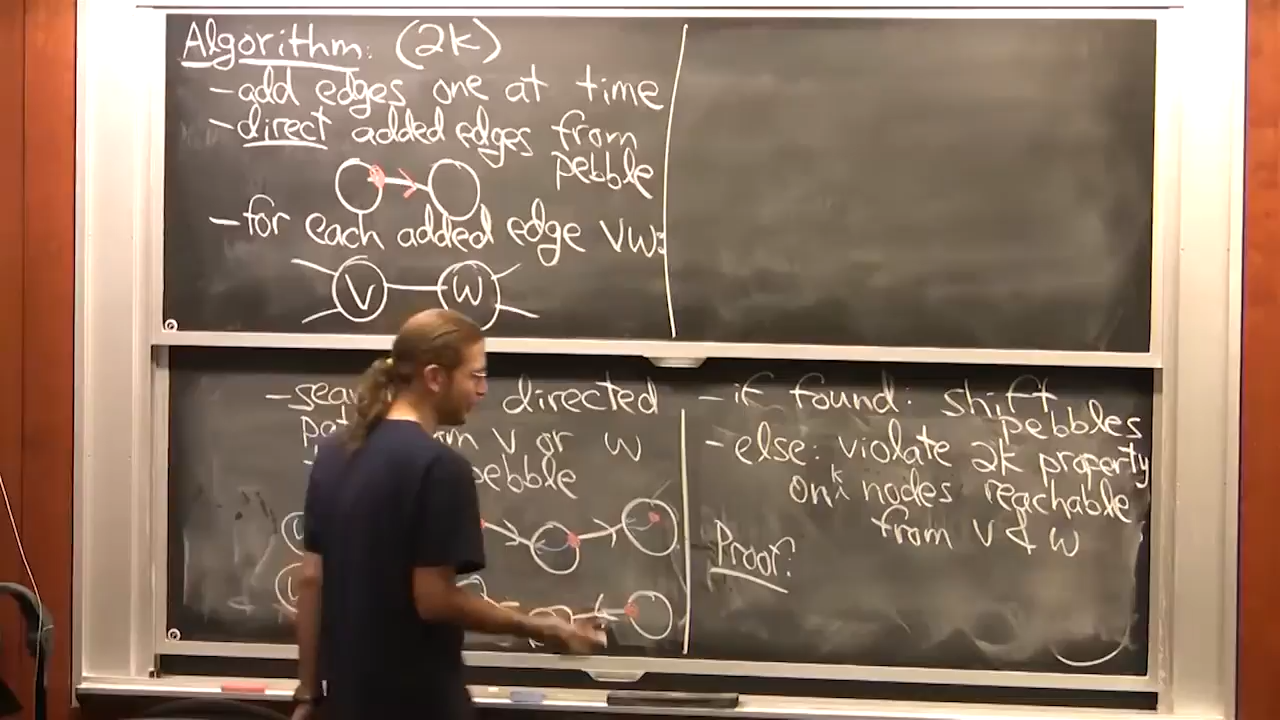 Algorithm: (2k)
- add edges one at time
- direct added edges from
pebble
- for each added edge vw:
V W
directed
v or w
pebble
- if found: shift
pebbles
- else: violate 2k property
on k nodes reachable
from v & w
Proof: